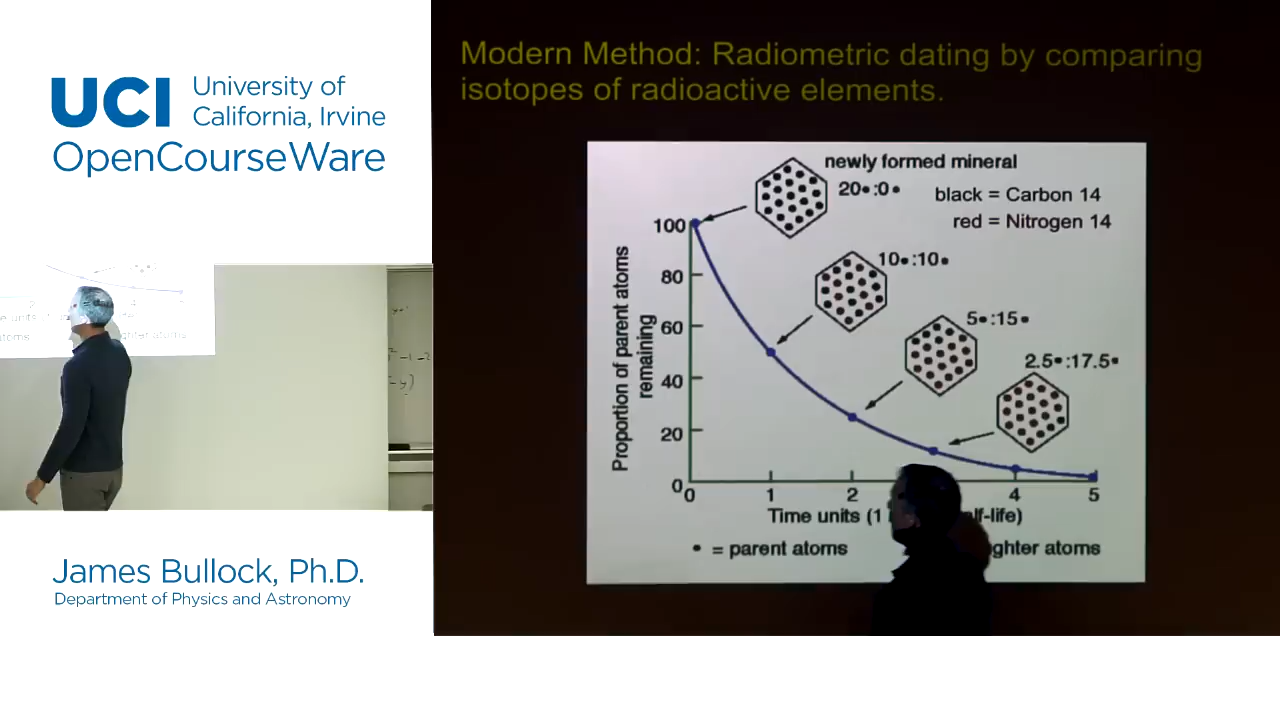 UCI University of
California, Irvine
OpenCourseWare
James Bullock, Ph.D.
Department of Physics and Astronomy
Modern Method: Radiometric dating by comparing
isotopes of radioactive elements.
newly formed mineral
20•:0•
black = Carbon 14
red = Nitrogen 14
10•:10•
5•:15•
2.5•:17.5•
Proportion of parent atoms
remaining
100
80
60
40
20
0
0 1 2 4 5
Time units (1 lf-life)
• = parent atoms ghter atoms